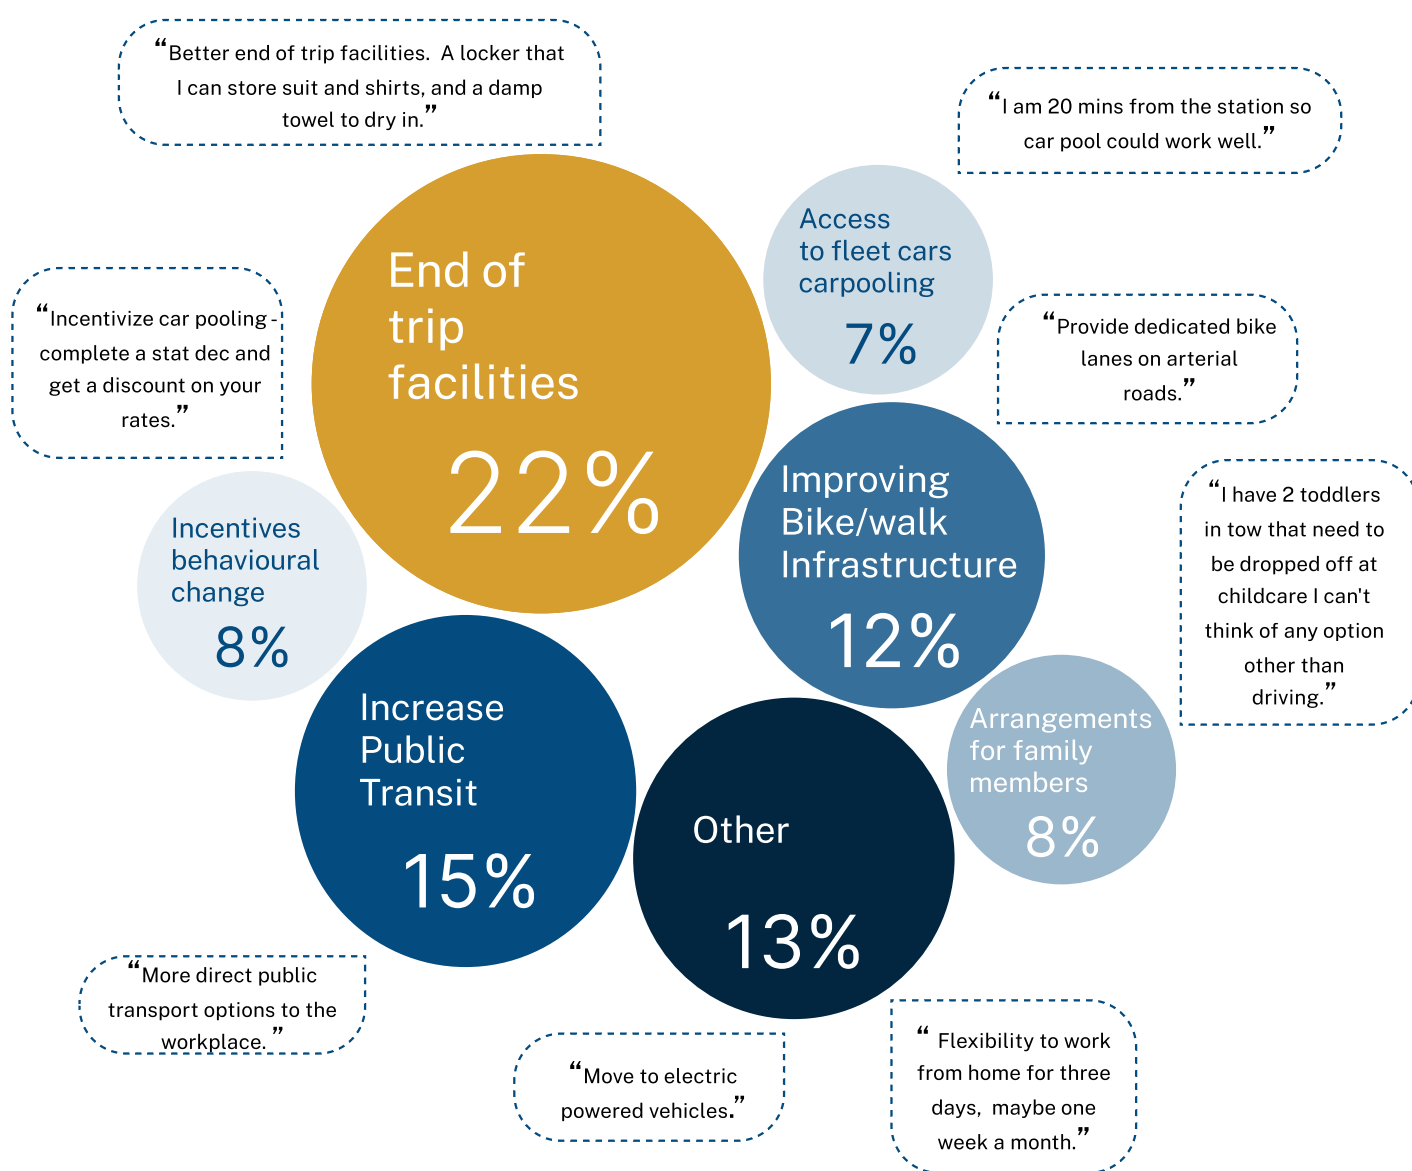 “Better end of trip facilities.  A locker that
I can store suit and shirts, and a damp
towel to dry in.”
“I am 20 mins from the station so
car pool could work well.”
End of
trip
facilities
22%
Access
to fleet cars
carpooling
7%
“Incentivize car pooling -
complete a stat dec and
get a discount on your
rates.”
“Provide dedicated bike
lanes on arterial
roads.”
Improving
Bike/walk
Infrastructure
12%
“I have 2 toddlers
in tow that need to
be dropped off at
childcare I can't
think of any option
other than
driving.”
Incentives
behavioural
change
8%
Increase
Public
Transit
15%
Other
13%
Arrangements
for family
members
8%
“More direct public
transport options to the
workplace. ”
“Move to electric
powered vehicles.”
“ Flexibility to work
from home for three
days,  maybe one
week a month.”